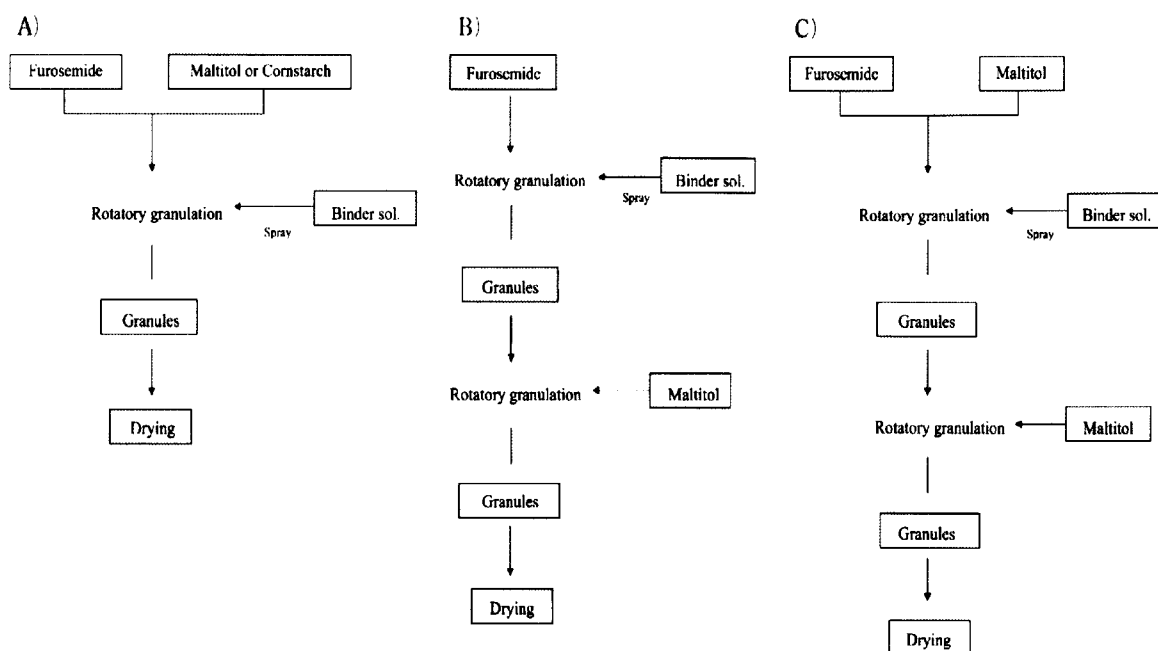 A)
Furosemide
Maltitol or Cornstarch
Rotatory granulation
Binder sol.
Spray
Granules
Drying
B)
Furosemide
Rotatory granulation
Binder sol.
Spray
Granules
Rotatory granulation
Maltitol
Granules
Drying
C)
Furosemide
Maltitol
Rotatory granulation
Binder sol.
Spray
Granules
Rotatory granulation
Maltitol
Granules
Drying